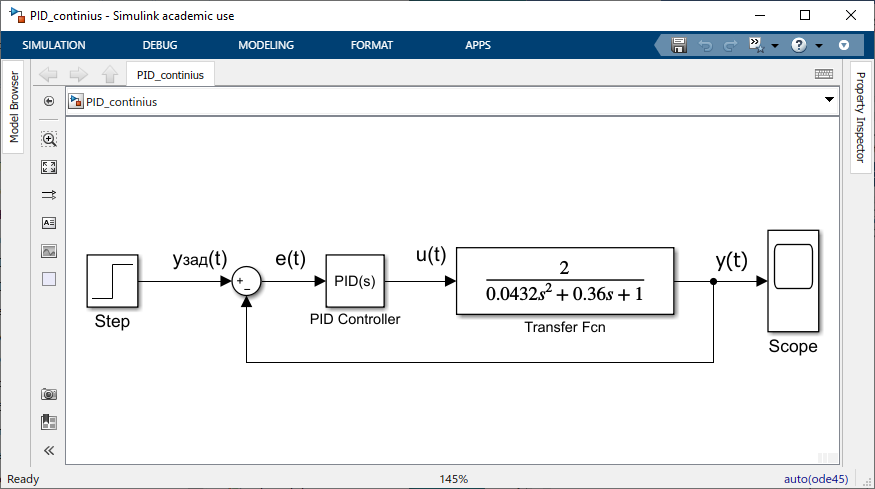 PID_continius - Simulink academic use
SIMULATION DEBUG MODELING FORMAT APPS
Model Browser
PID_continius
Property Inspector
PID_continius
yзад(t) e(t) u(t) y(t)
+
−
PID(s)
2
0.0432s² + 0.36s + 1
Step
PID Controller
Transfer Fcn
Scope
Ready 145% auto(ode45)